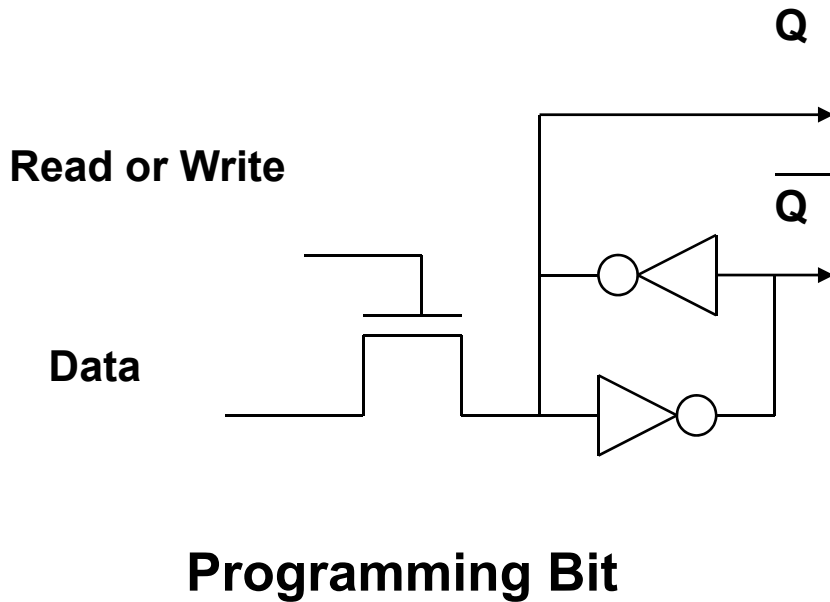 Q
Read or Write
Q
Data
Programming Bit